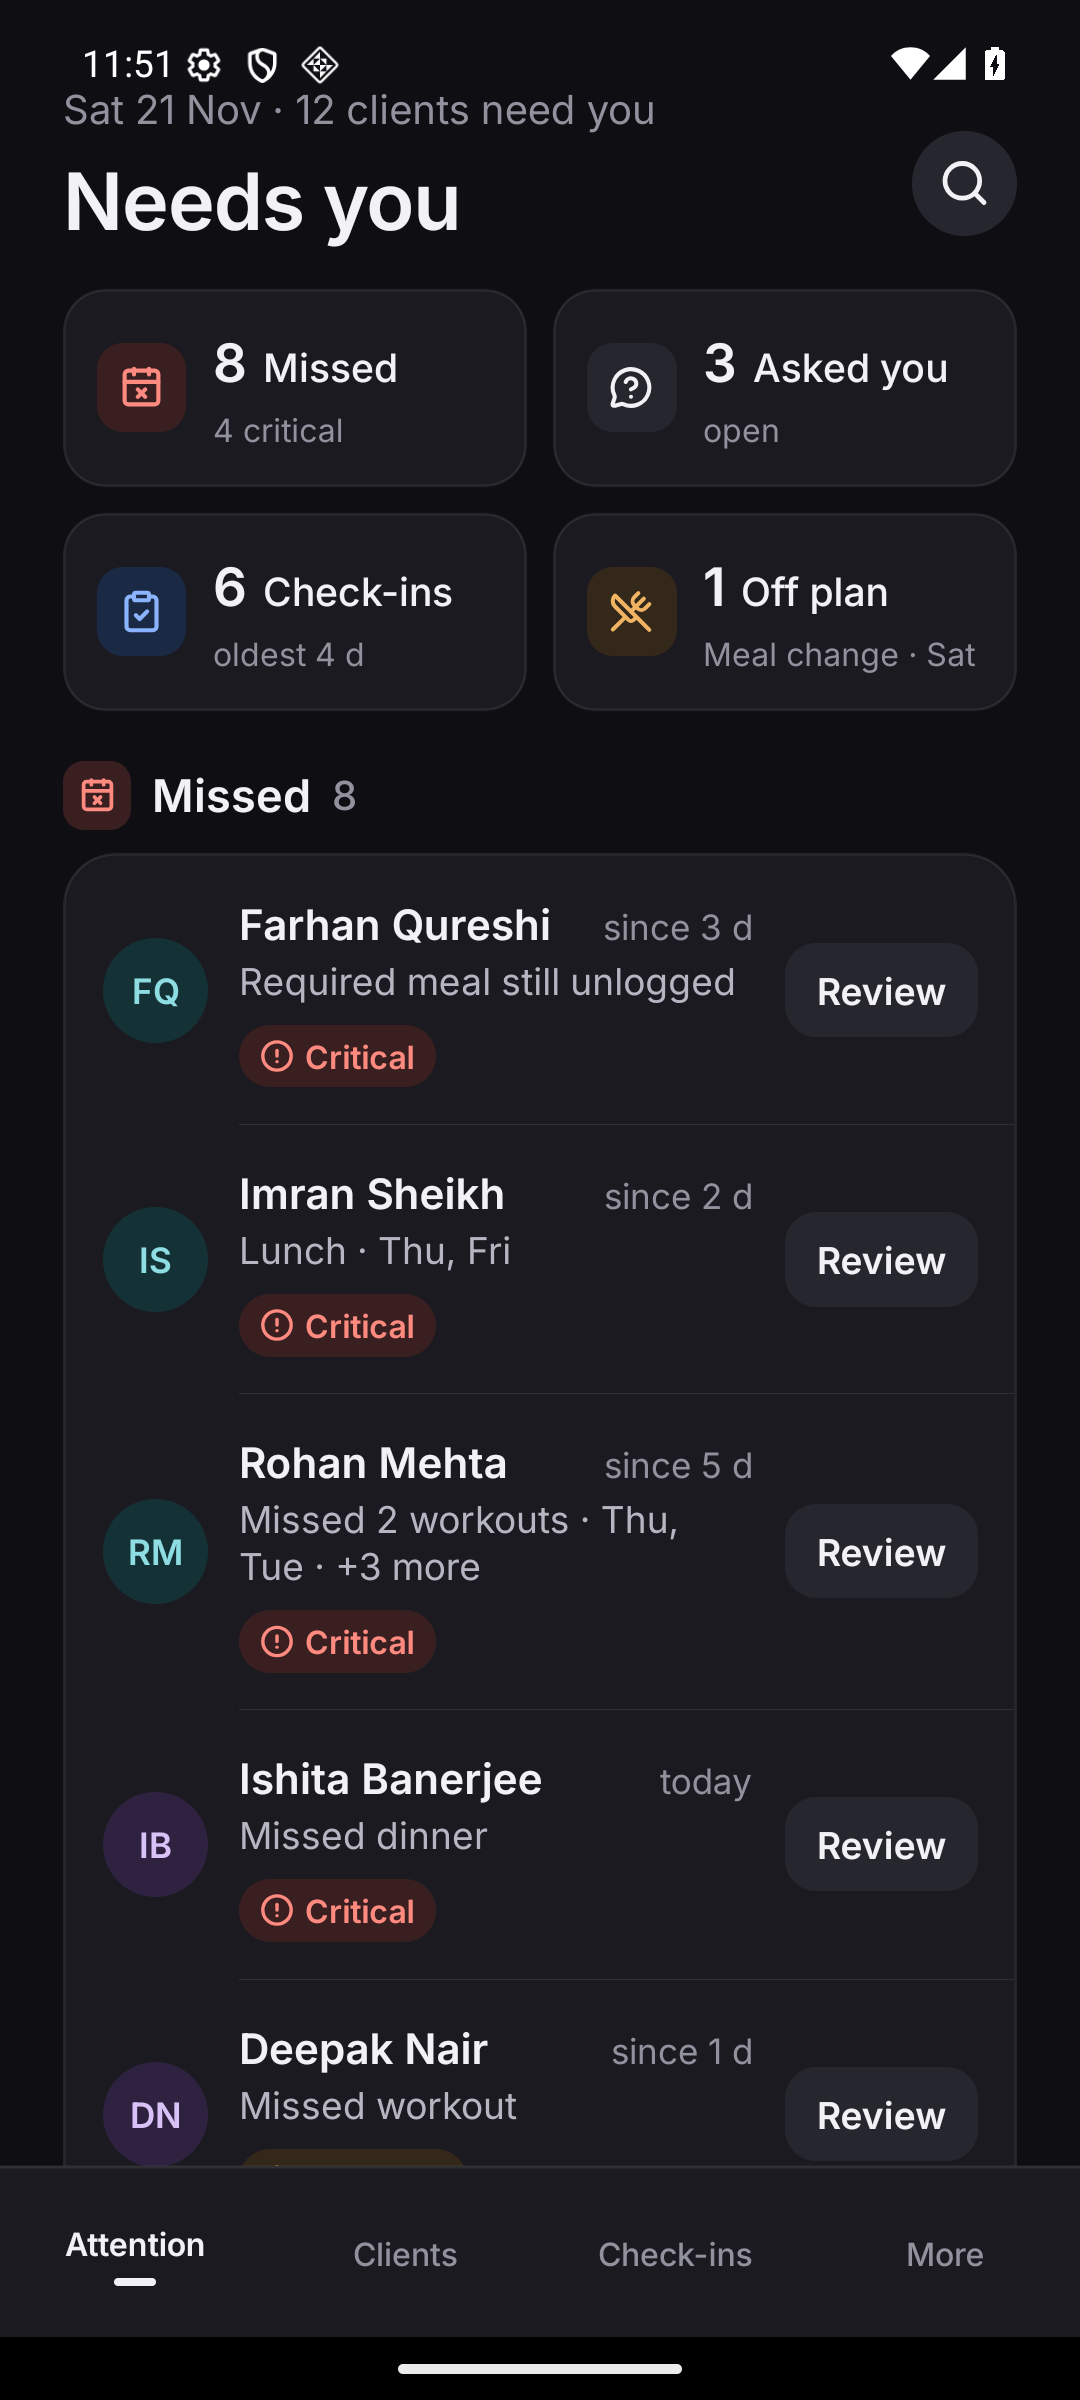 11:51
Sat 21 Nov · 12 clients need you
Needs you
8 Missed
4 critical
3 Asked you
open
6 Check-ins
oldest 4 d
1 Off plan
Meal change · Sat
Missed 8
FQ
Farhan Qureshi since 3 d
Required meal still unlogged
Critical
Review
IS
Imran Sheikh since 2 d
Lunch · Thu, Fri
Critical
Review
RM
Rohan Mehta since 5 d
Missed 2 workouts · Thu,
Tue · +3 more
Critical
Review
IB
Ishita Banerjee today
Missed dinner
Critical
Review
DN
Deepak Nair since 1 d
Missed workout
Review
Attention Clients Check-ins More